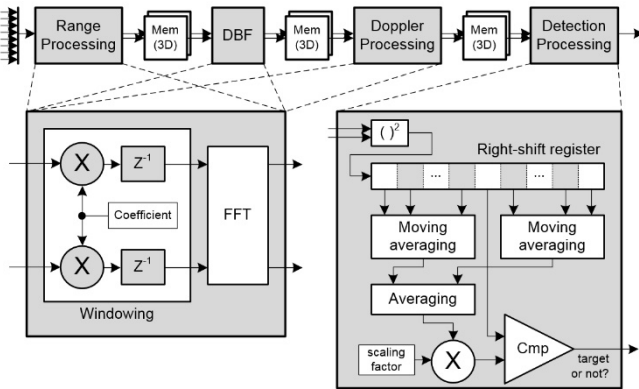 Range
Processing
Mem
(3D)
DBF
Mem
(3D)
Doppler
Processing
Mem
(3D)
Detection
Processing
X
Z⁻¹
Coefficient
X
Z⁻¹
FFT
Windowing
( )²
Right-shift register
...
...
Moving
averaging
Moving
averaging
Averaging
scaling
factor
X
Cmp
target
or not?